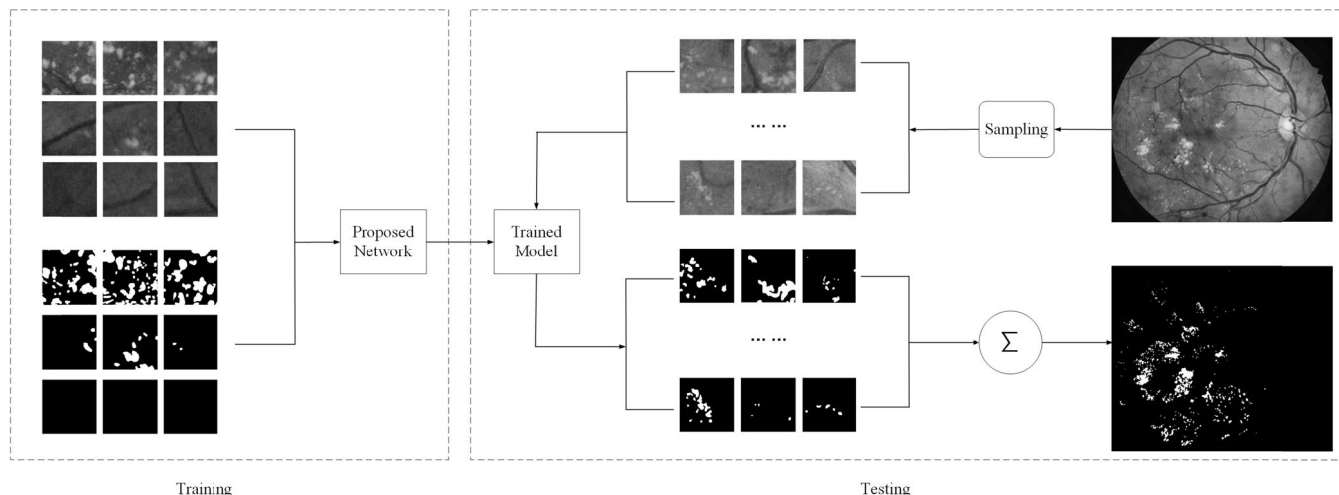 Sampling
... ...
Proposed
Network
Trained
Model
... ...
Σ
Training
Testing